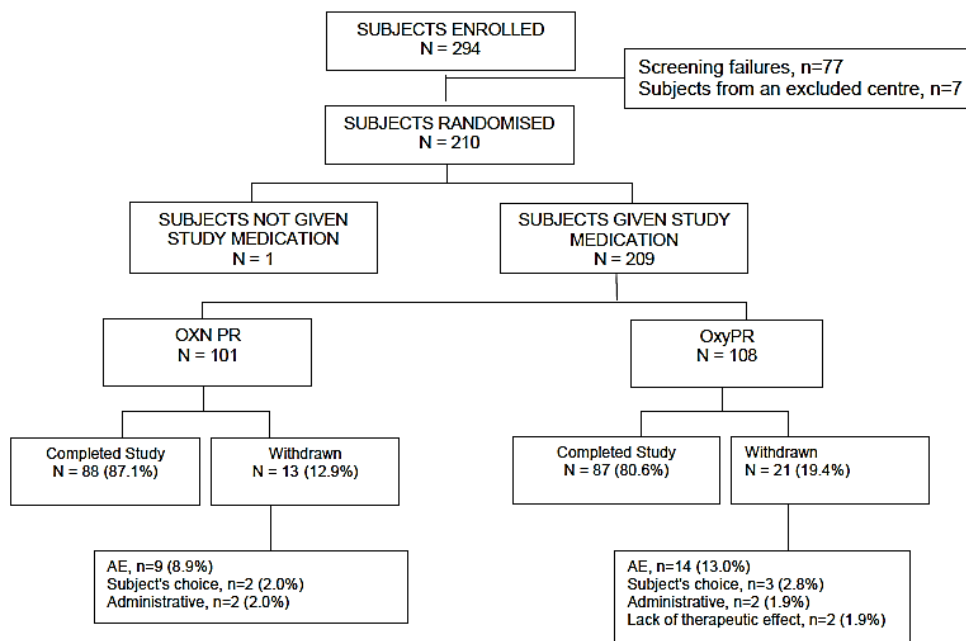 SUBJECTS ENROLLED
N = 294
Screening failures, n=77
Subjects from an excluded centre, n=7
SUBJECTS RANDOMISED
N = 210
SUBJECTS NOT GIVEN
STUDY MEDICATION
N = 1
SUBJECTS GIVEN STUDY
MEDICATION
N = 209
OXN PR
N = 101
OxyPR
N = 108
Completed Study
N = 88 (87.1%)
Withdrawn
N = 13 (12.9%)
Completed Study
N = 87 (80.6%)
Withdrawn
N = 21 (19.4%)
AE, n=9 (8.9%)
Subject's choice, n=2 (2.0%)
Administrative, n=2 (2.0%)
AE, n=14 (13.0%)
Subject's choice, n=3 (2.8%)
Administrative, n=2 (1.9%)
Lack of therapeutic effect, n=2 (1.9%)